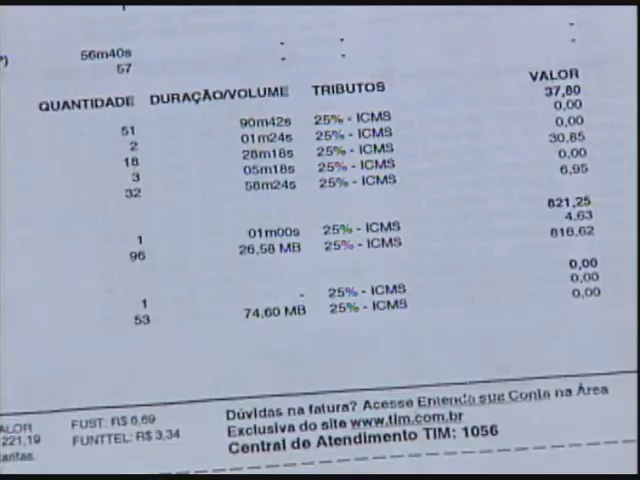 56m40s
57
QUANTIDADE DURAÇÃO/VOLUME TRIBUTOS VALOR
37,80
51 90m42s 25% - ICMS 0,00
2 01m24s 25% - ICMS 0,00
18 28m18s 25% - ICMS 30,85
3 05m18s 25% - ICMS 0,00
32 58m24s 25% - ICMS 6,95
821,25
1 01m00s 25% - ICMS 4,63
96 26,58 MB 25% - ICMS 816,62
0,00
1 - 25% - ICMS 0,00
53 74,60 MB 25% - ICMS 0,00
ALOR FUST: R$ 6,69 Dúvidas na fatura? Acesse Entenda sua Conta na Área
221,19 FUNTTEL: R$ 3,34 Exclusiva do site www.tim.com.br
arifas. Central de Atendimento TIM: 1056